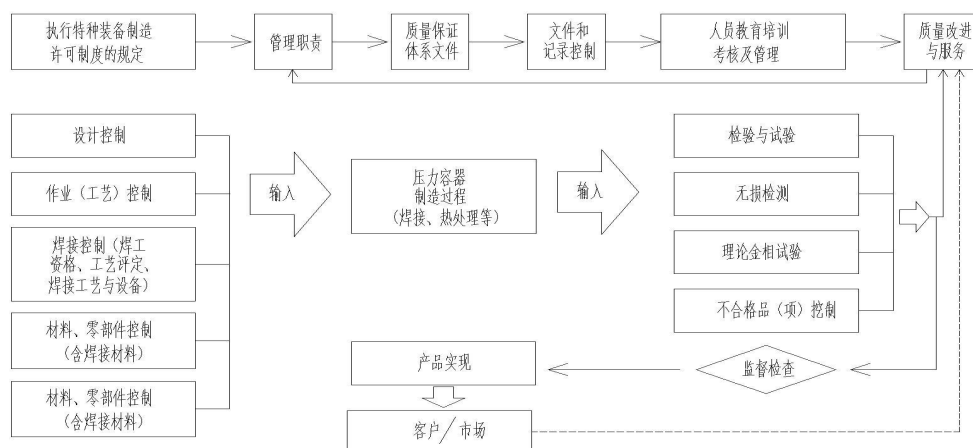 执行特种装备制造
许可制度的规定
管理职责
质量保证
体系文件
文件和
记录控制
人员教育培训
考核及管理
质量改进
与服务
设计控制
作业（工艺）控制
焊接控制（焊工
资格、工艺评定、
焊接工艺与设备）
材料、零部件控制
（含焊接材料）
材料、零部件控制
（含焊接材料）
输入
压力容器
制造过程
（焊接、热处理等）
输入
检验与试验
无损检测
理论金相试验
不合格品（项）控制
监督检查
产品实现
客户/市场